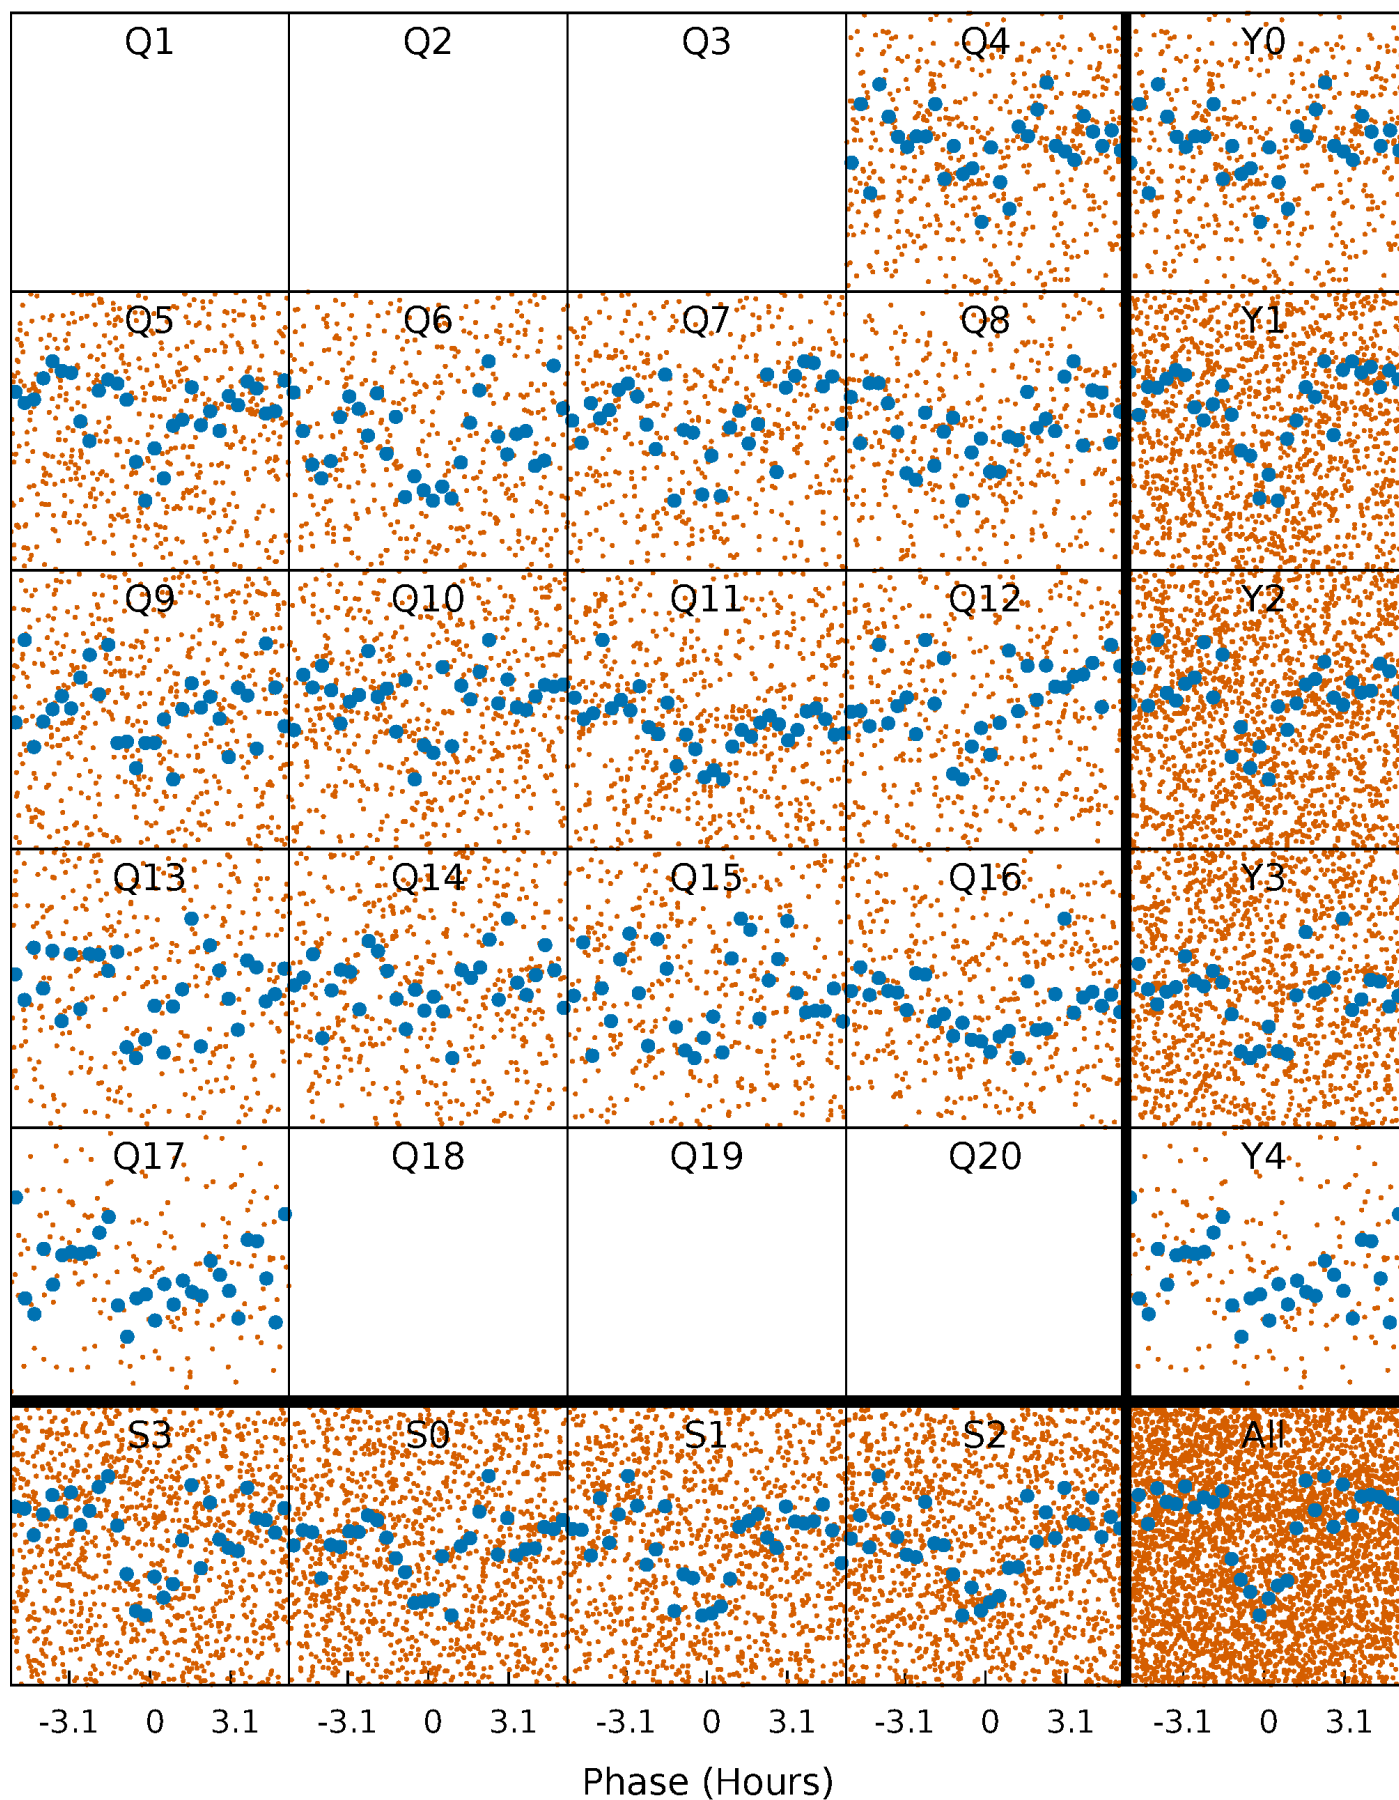 Q1 Q2 Q3 Q4 Y0
Q5 Q6 Q7 Q8 Y1
Q9 Q10 Q11 Q12 Y2
Q13 Q14 Q15 Q16 Y3
Q17 Q18 Q19 Q20 Y4
S3 S0 S1 S2 All
-3.1 0 3.1 -3.1 0 3.1 -3.1 0 3.1 -3.1 0 3.1 -3.1 0 3.1
Phase (Hours)